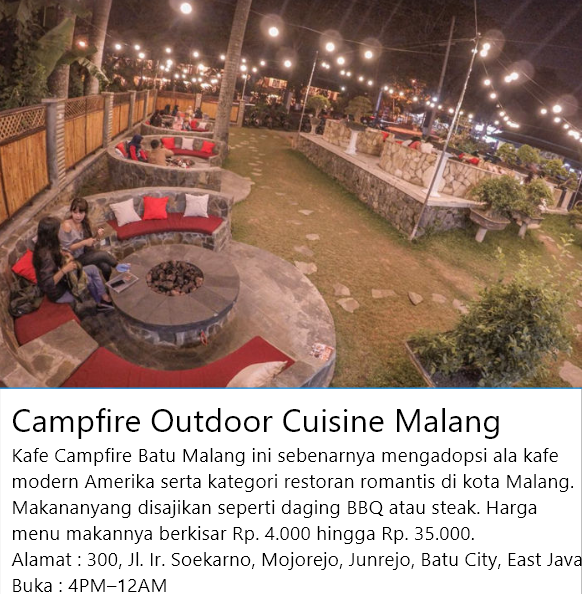 Campfire Outdoor Cuisine Malang
Kafe Campfire Batu Malang ini sebenarnya mengadopsi ala kafe
modern Amerika serta kategori restoran romantis di kota Malang.
Makananyang disajikan seperti daging BBQ atau steak. Harga
menu makannya berkisar Rp. 4.000 hingga Rp. 35.000.
Alamat : 300, Jl. Ir. Soekarno, Mojorejo, Junrejo, Batu City, East Java
Buka : 4PM–12AM